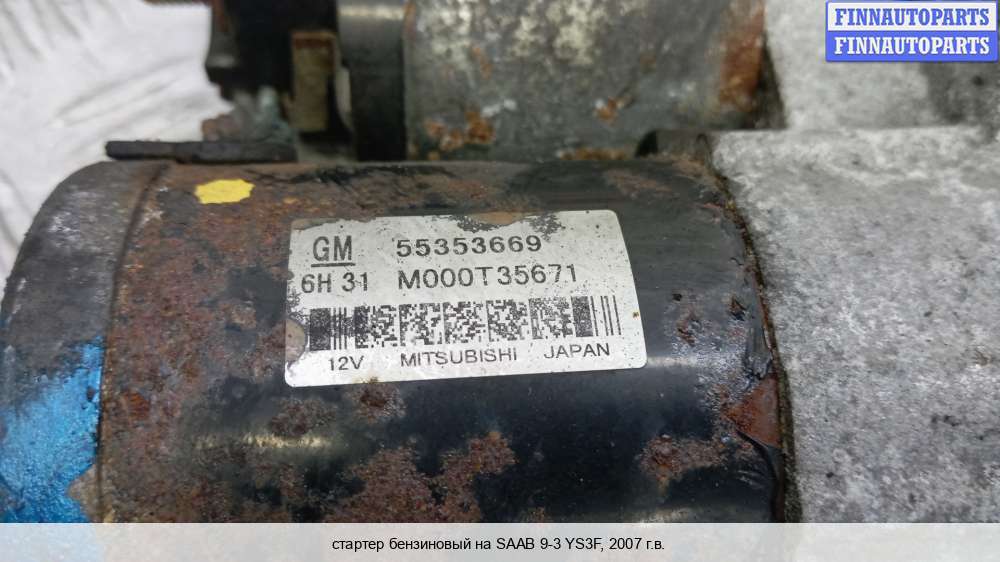 FINNAUTOPARTS
FINNAUTOPARTS
GM 55353669
6H 31 M000T35671
12V MITSUBISHI JAPAN
стартер бензиновый на SAAB 9-3 YS3F, 2007 г.в.